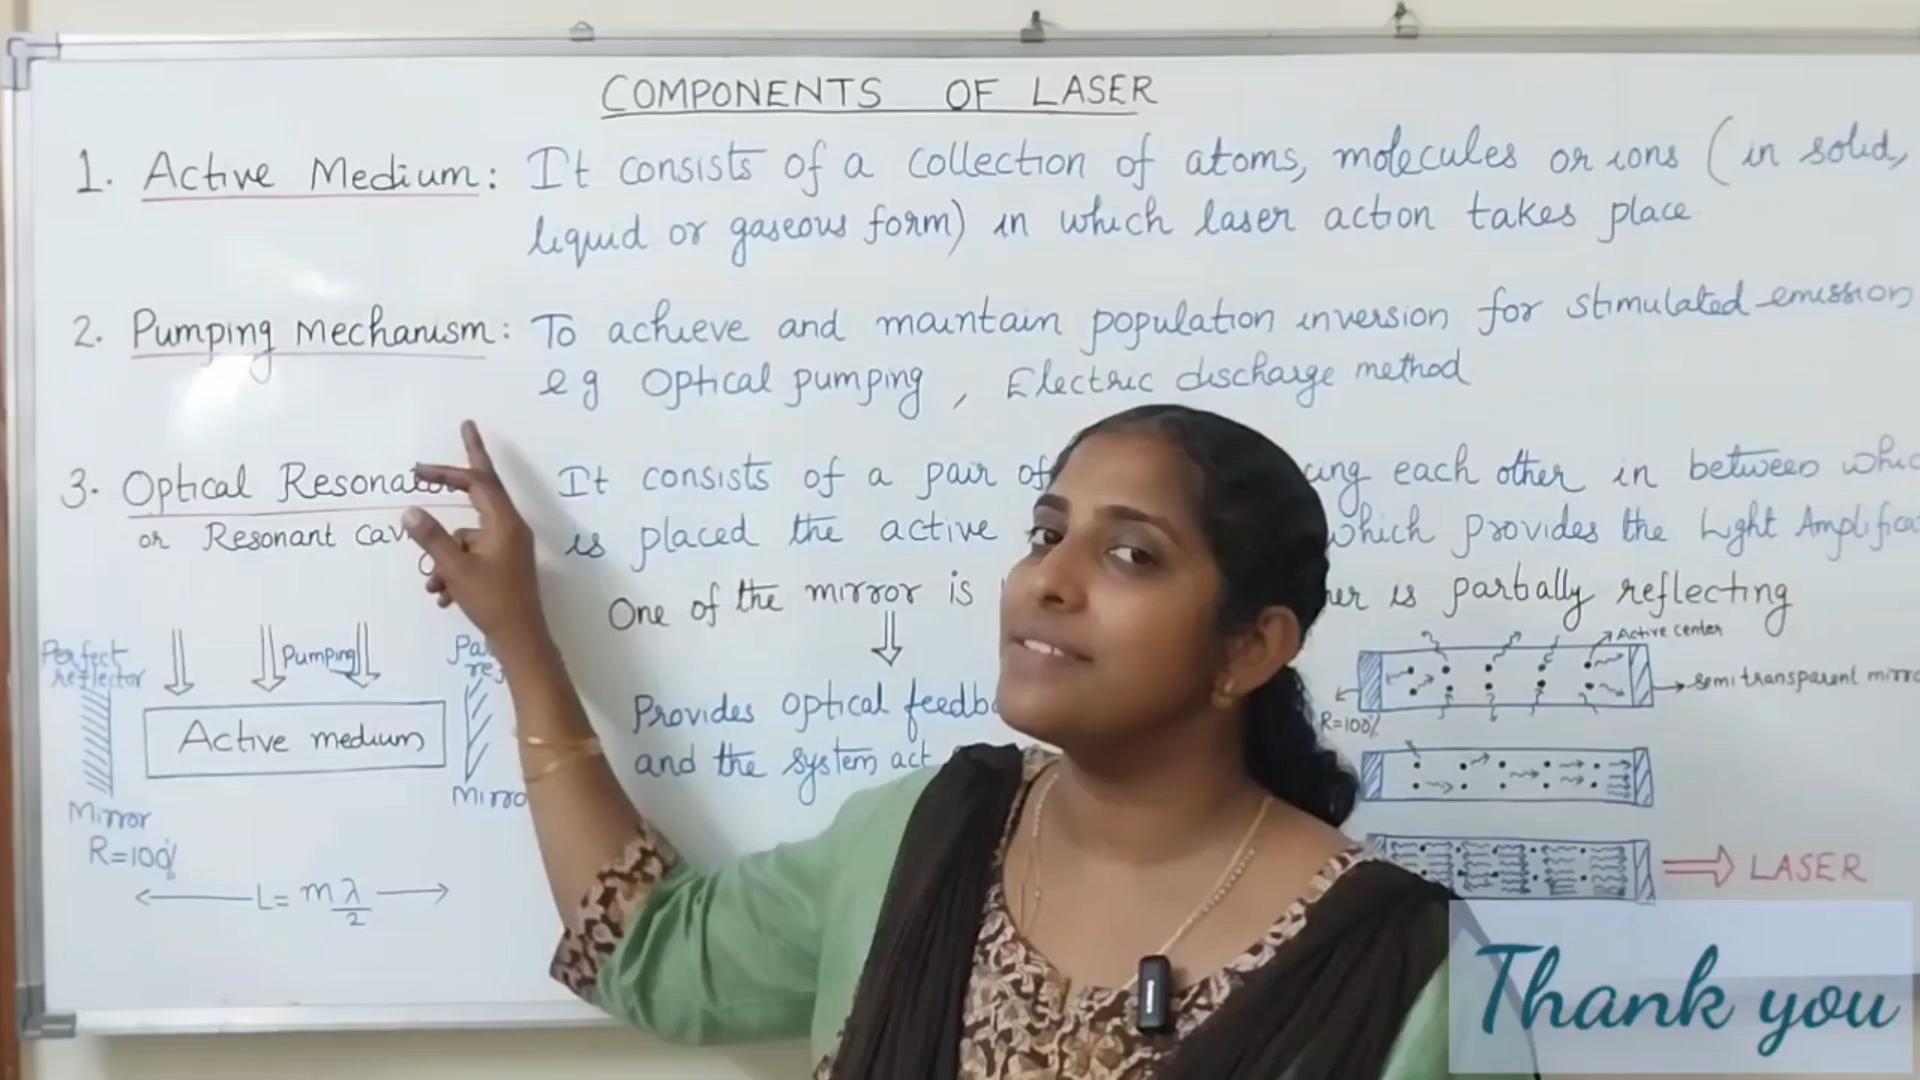 COMPONENTS OF LASER
1. Active Medium: It consists of a collection of atoms, molecules or ions (in solid,
liquid or gaseous form) in which laser action takes place
2. Pumping Mechanism: To achieve and maintain population inversion for stimulated emission
eg Optical pumping, Electric discharge method
3. Optical Resonator It consists of a pair of each other in between
or Resonant is placed the active which provides the Light
One of the mirror is is partially reflecting
Perfect Reflector
Pumping
Active medium
Mirror
R=100%
L= mλ/2
Provides optical
and the system act
Active center
semi transparent
R=100%
LASER
Thank you